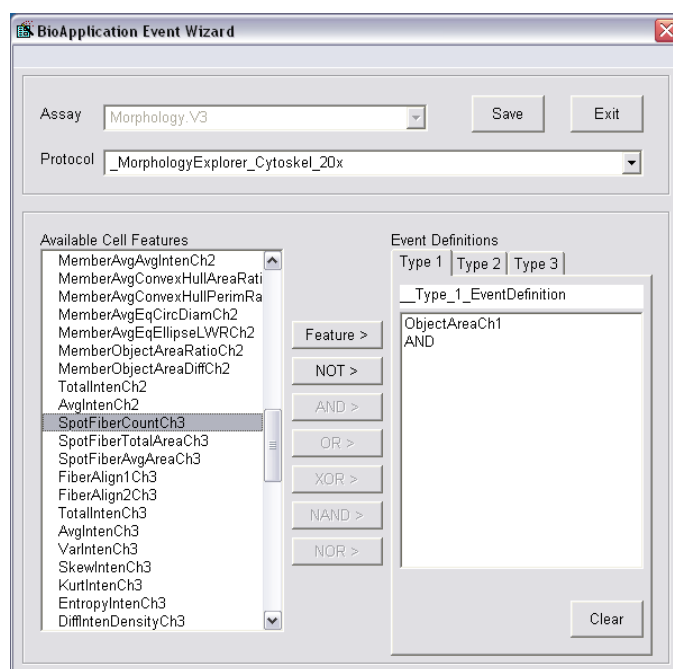 BioApplication Event Wizard
Assay
Morphology.V3
Save
Exit
Protocol
_MorphologyExplorer_Cytoskel_20x
Available Cell Features
MemberAvgAvgIntenCh2
MemberAvgConvexHullAreaRati
MemberAvgConvexHullPerimRa
MemberAvgEqCircDiamCh2
MemberAvgEqEllipseLWRCh2
MemberObjectAreaRatioCh2
MemberObjectAreaDiffCh2
TotalIntenCh2
AvgIntenCh2
SpotFiberCountCh3
SpotFiberTotalAreaCh3
SpotFiberAvgAreaCh3
FiberAlign1Ch3
FiberAlign2Ch3
TotalIntenCh3
AvgIntenCh3
VarIntenCh3
SkewIntenCh3
KurtIntenCh3
EntropyIntenCh3
DiffIntenDensityCh3
Feature >
NOT >
AND >
OR >
XOR >
NAND >
NOR >
Event Definitions
Type 1 Type 2 Type 3
__Type_1_EventDefinition
ObjectAreaCh1
AND
Clear